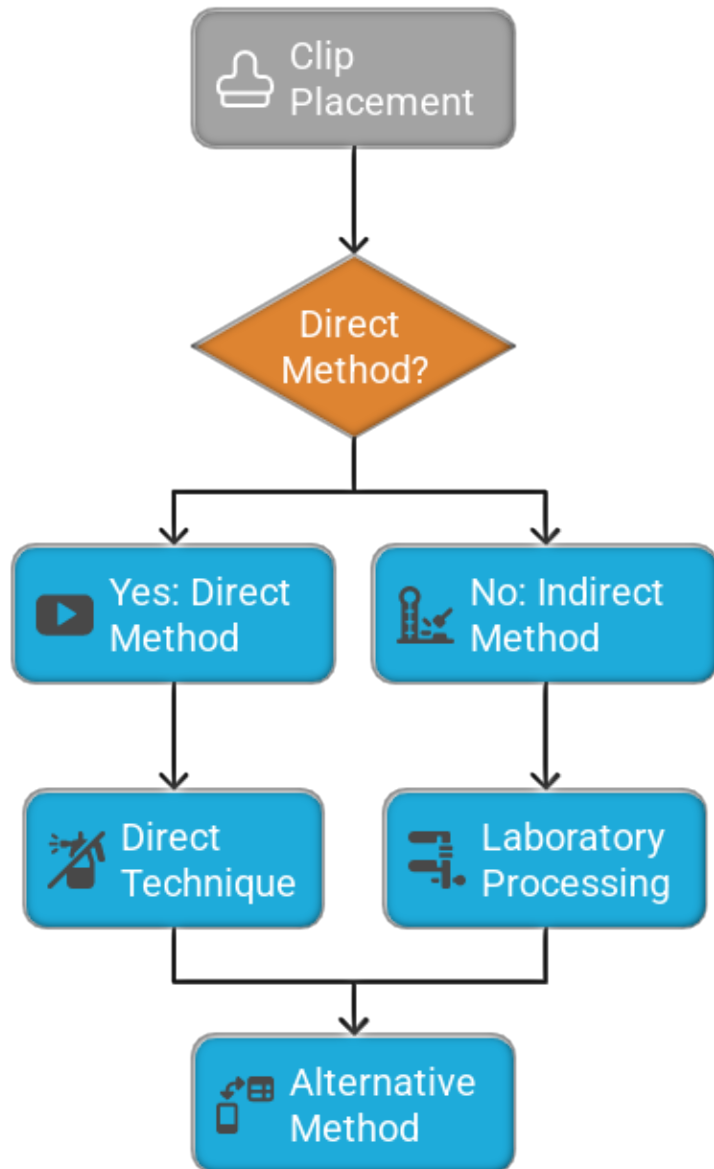 Clip
Placement
Direct
Method?
Yes: Direct
Method
No: Indirect
Method
Direct
Technique
Laboratory
Processing
Alternative
Method